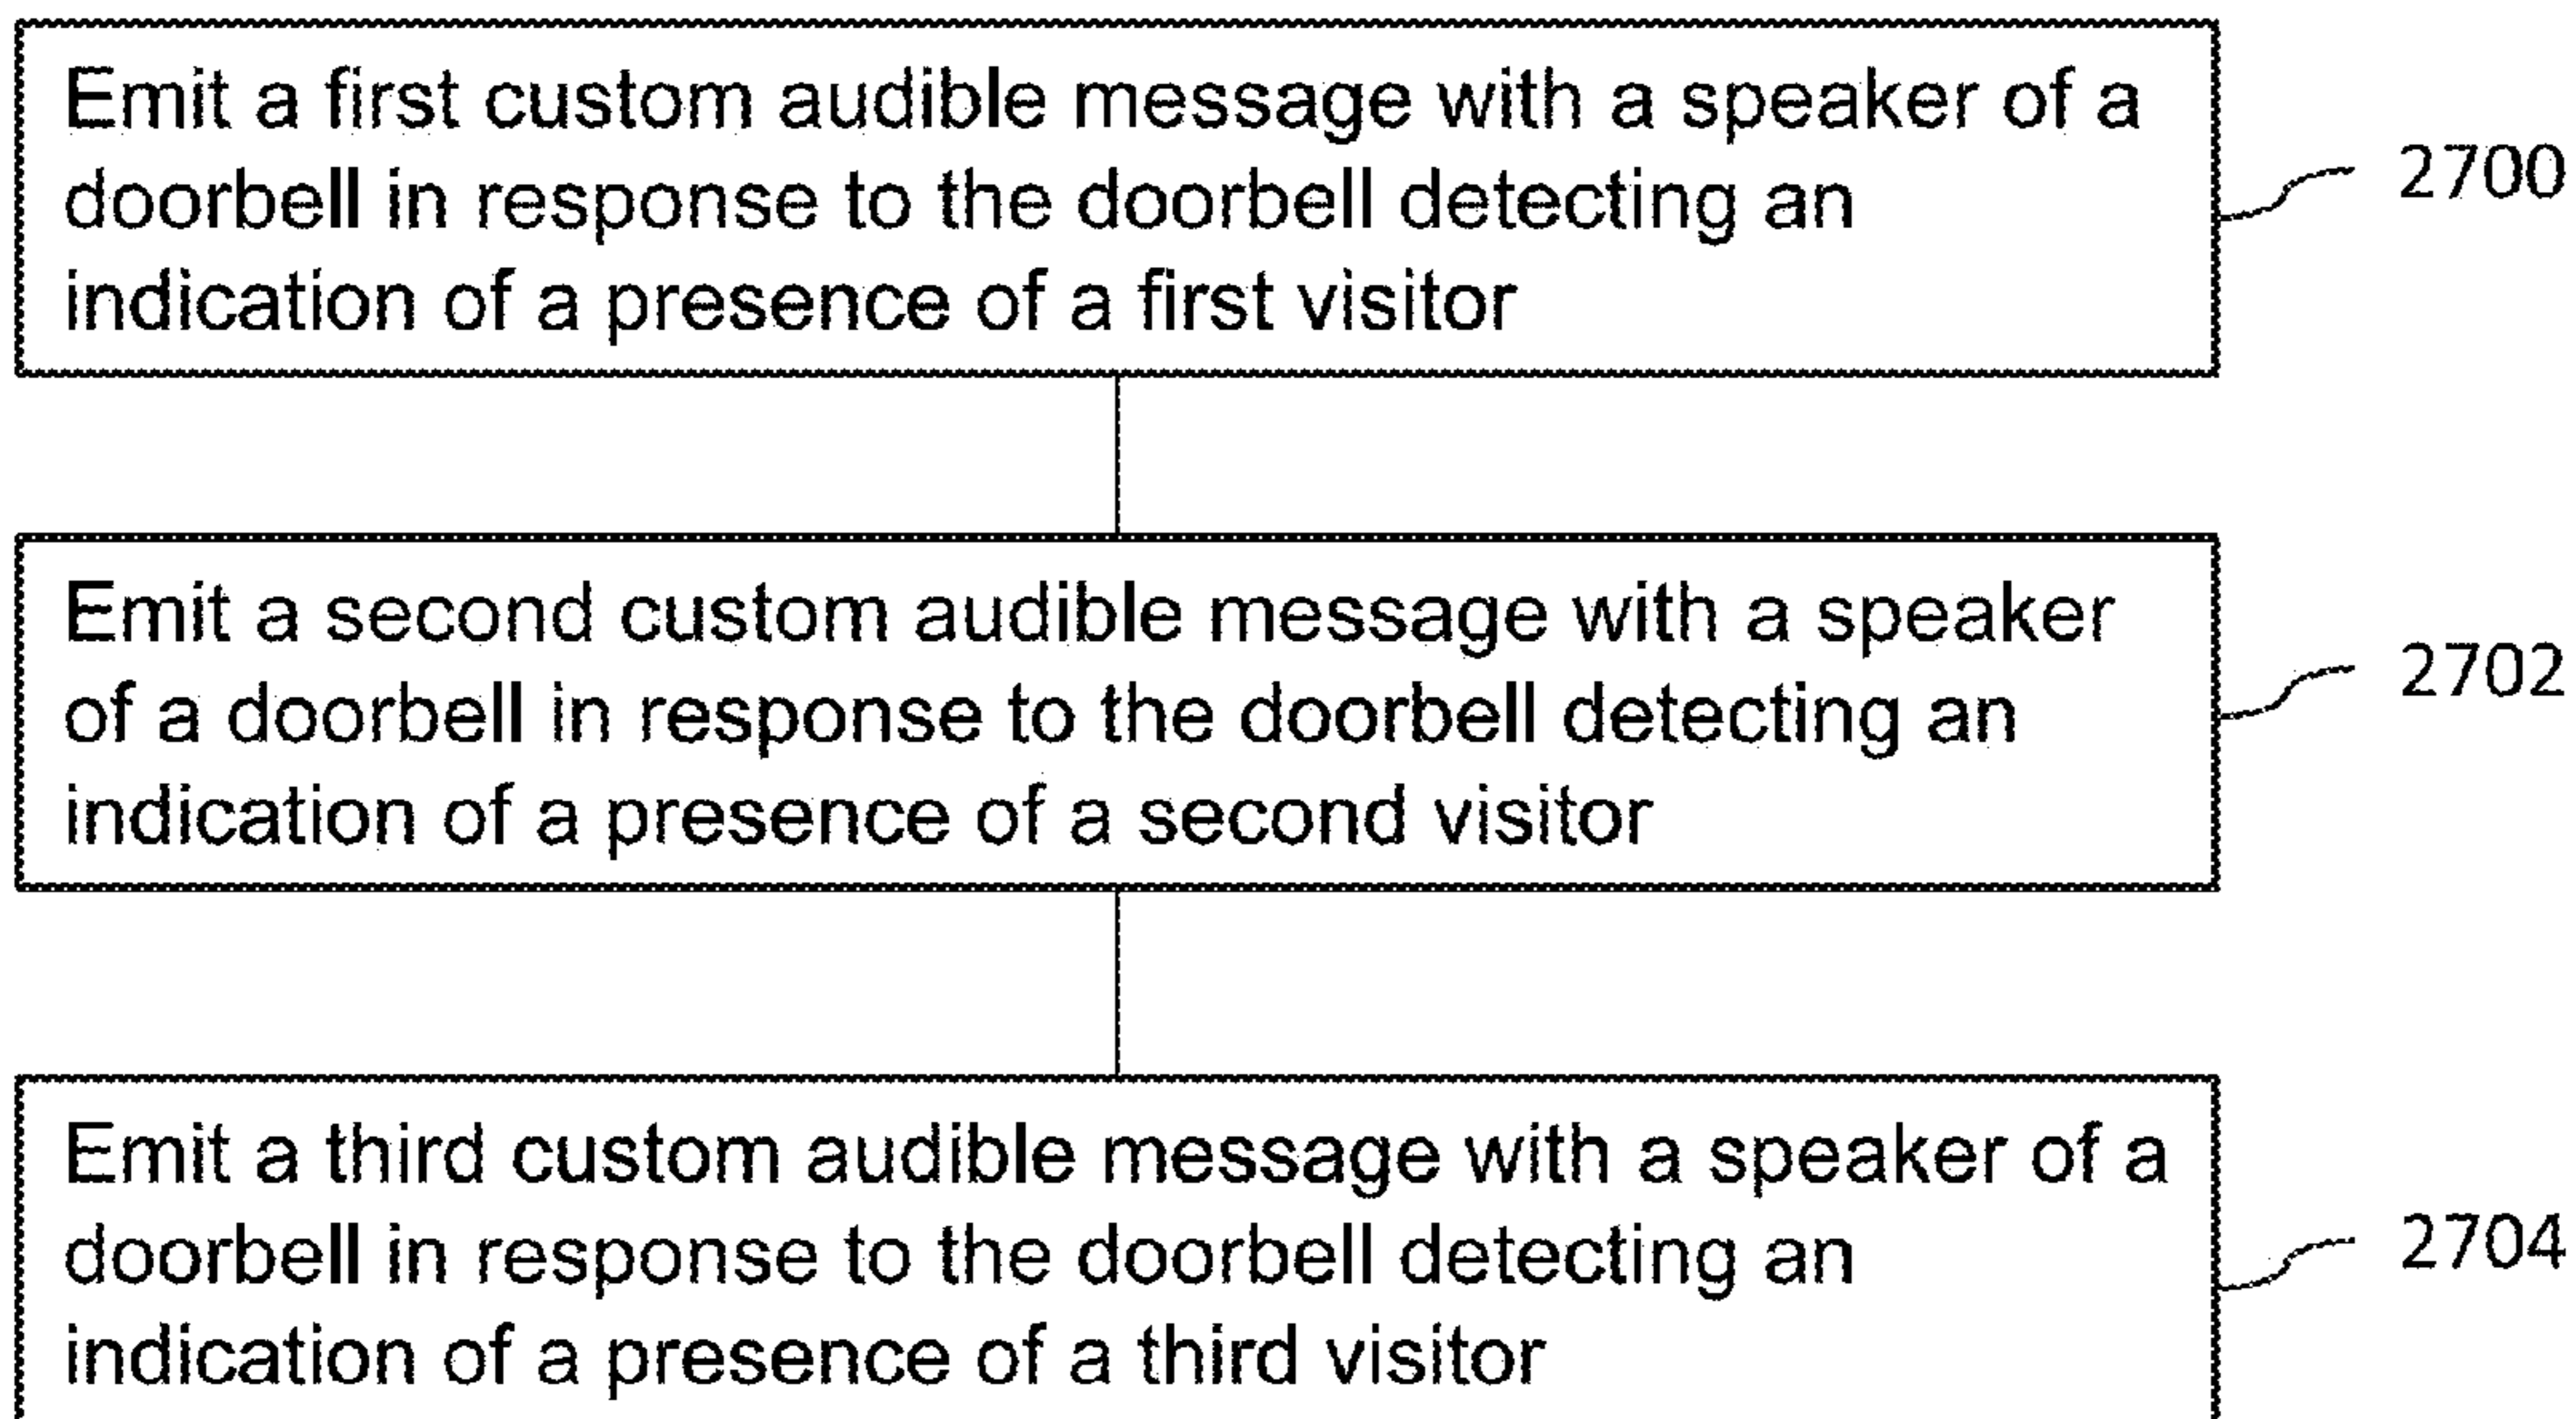 Emit a first custom audible message with a speaker of a
doorbell in response to the doorbell detecting an
indication of a presence of a first visitor
2700
Emit a second custom audible message with a speaker
of a doorbell in response to the doorbell detecting an
indication of a presence of a second visitor
2702
Emit a third custom audible message with a speaker of a
doorbell in response to the doorbell detecting an
indication of a presence of a third visitor
2704